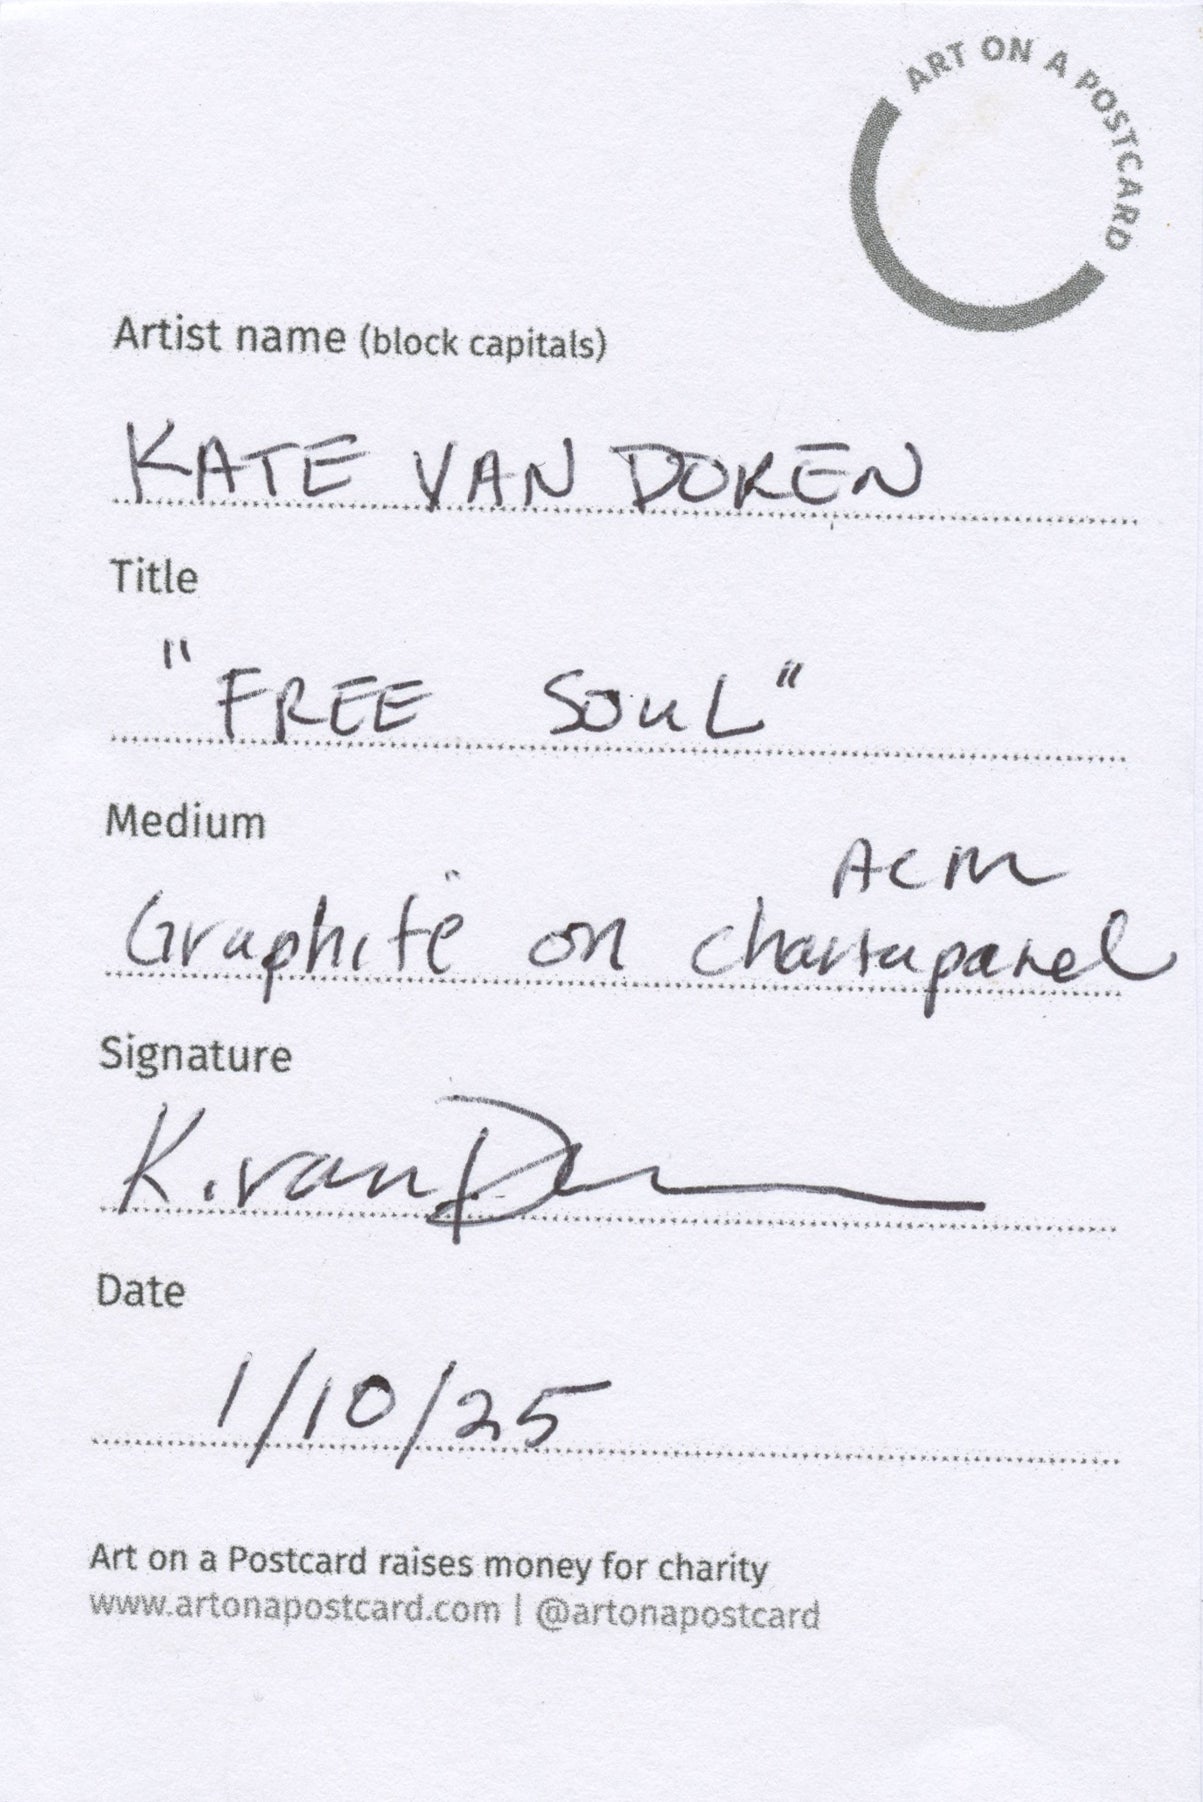 ART ON A POSTCARD
Artist name (block capitals)
KATE VAN DOREN
Title
"FREE SOUL"
Medium
ACM
Graphite on chartapanel
Signature
K. van D
Date
1/10/25
Art on a Postcard raises money for charity
www.artonapostcard.com | @artonapostcard